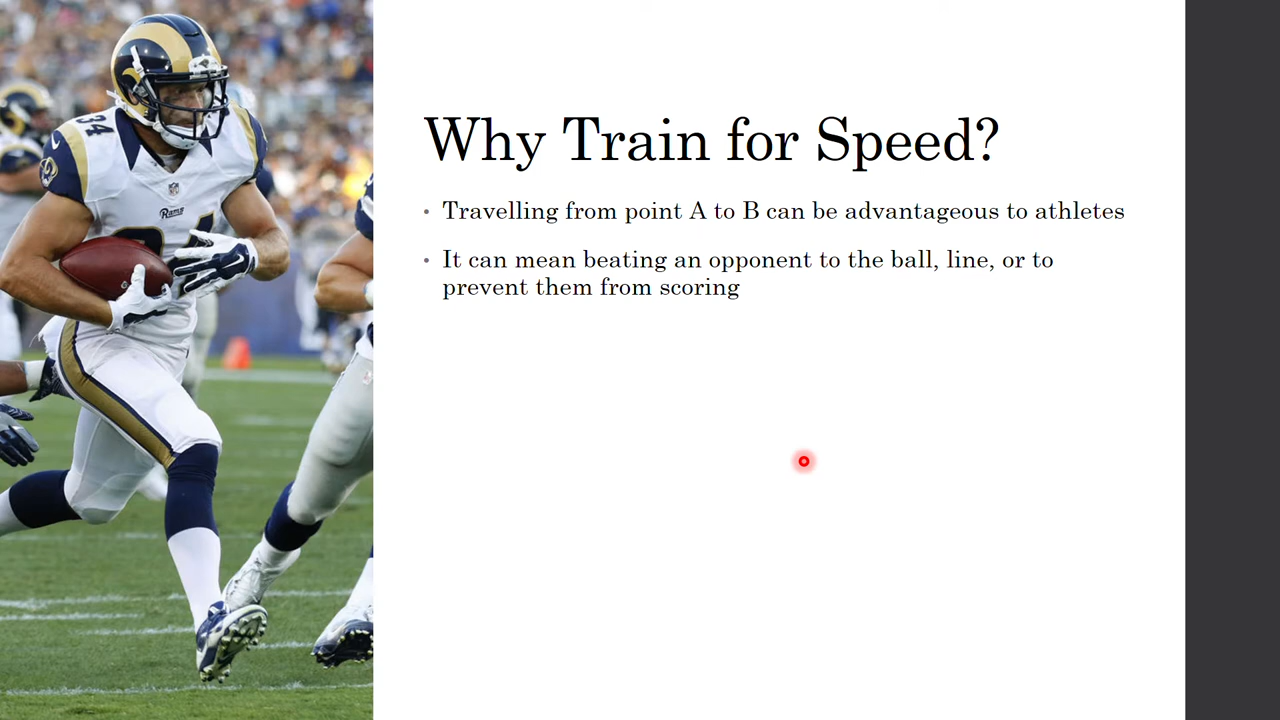 Why Train for Speed?
• Travelling from point A to B can be advantageous to athletes
• It can mean beating an opponent to the ball, line, or to
prevent them from scoring
34
Rams